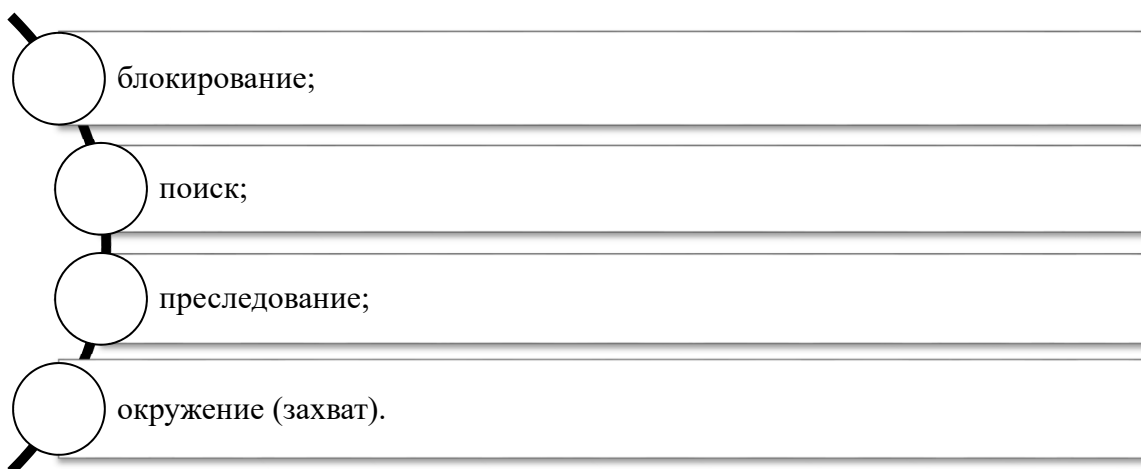 блокирование;
поиск;
преследование;
окружение (захват).